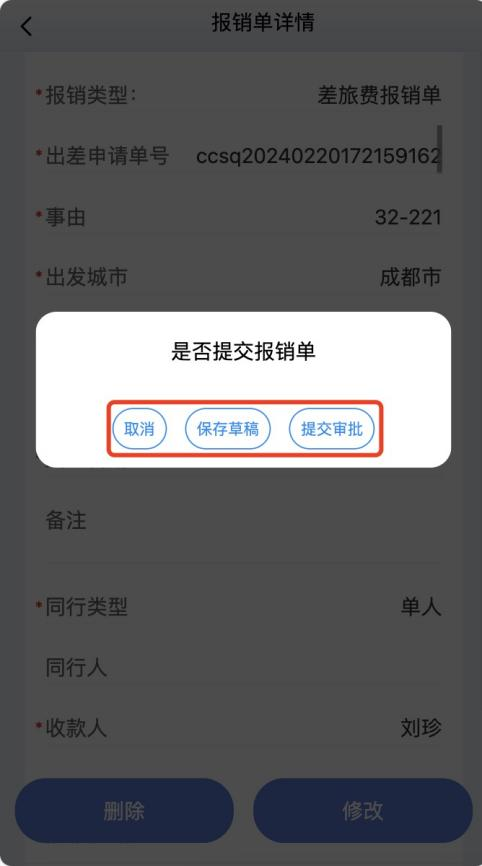 报销单详情
*报销类型：
差旅费报销单
*出差申请单号
ccsq20240220172159162
*事由
32-221
*出发城市
成都市
是否提交报销单
取消
保存草稿
提交审批
备注
*同行类型
单人
同行人
*收款人
刘珍
删除
修改